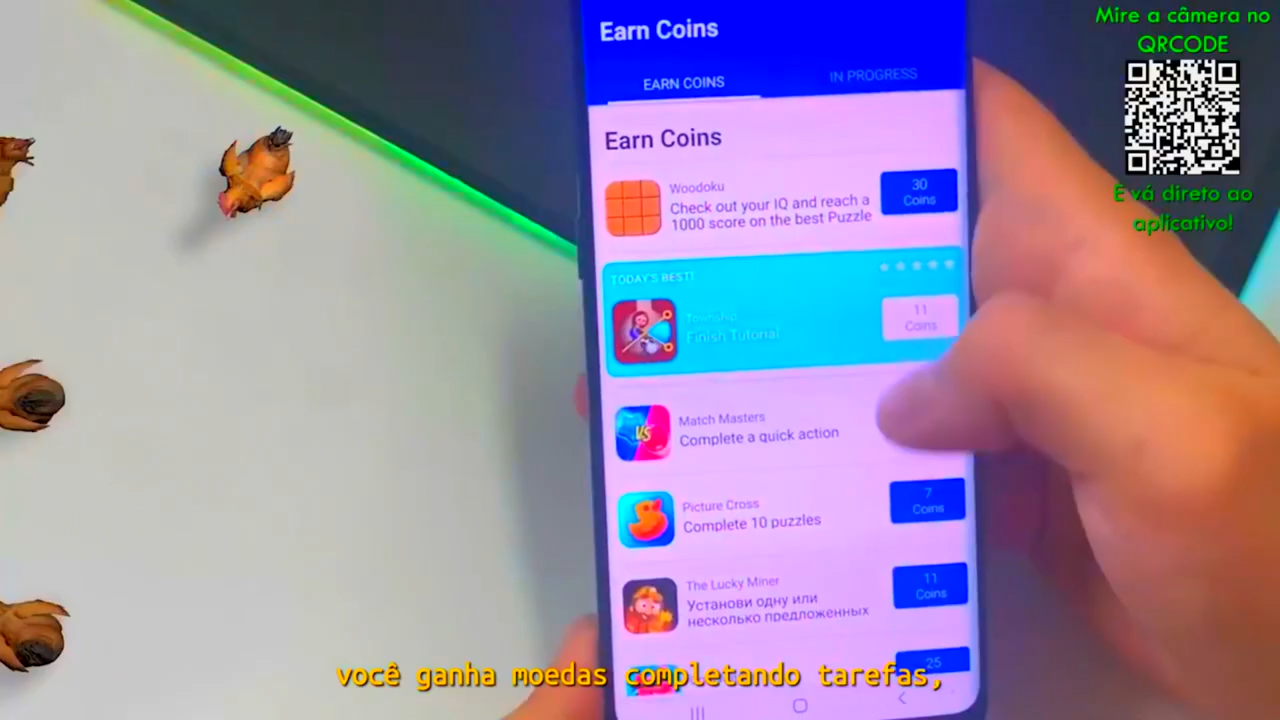 Mire a câmera no
QRCODE
E vá direto ao
aplicativo!
Earn Coins
EARN COINS
IN PROGRESS
Earn Coins
Woodoku
Check out your IQ and reach a
1000 score on the best Puzzle
30
Coins
TODAY'S BEST!
Township
Finish Tutorial
11
Coins
Match Masters
Complete a quick action
VS
Picture Cross
Complete 10 puzzles
7
Coins
The Lucky Miner
Установи одну или
несколько предложенных
11
Coins
25
você ganha moedas completando tarefas,